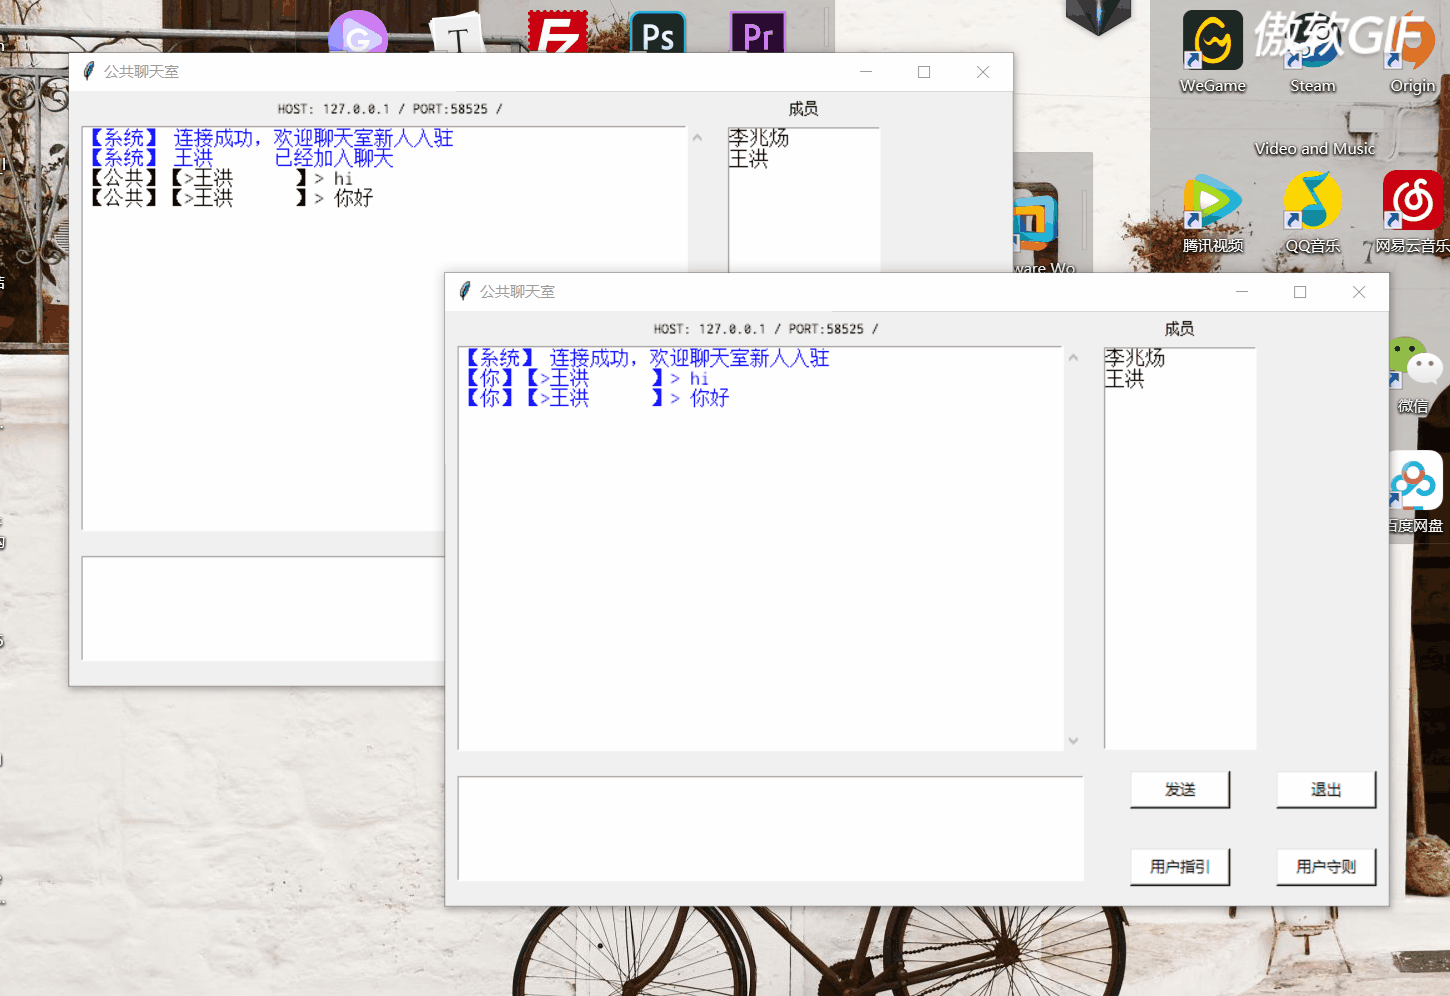 傲软GIF
T
Ps
Pr
WeGame
Steam
Origin
公共聊天室
HOST: 127.0.0.1 / PORT:58525 /
成员
【系统】 连接成功，欢迎聊天室新人入驻
【系统】 王洪 已经加入聊天
【公共】【>王洪 】> hi
【公共】【>王洪 】> 你好
李兆炀
王洪
Video and Music
腾讯视频
QQ音乐
网易云音乐
ware Wo
公共聊天室
HOST: 127.0.0.1 / PORT:58525 /
成员
【系统】 连接成功，欢迎聊天室新人入驻
【你】【>王洪 】> hi
【你】【>王洪 】> 你好
李兆炀
王洪
微信
百度网盘
发送
退出
用户指引
用户守则